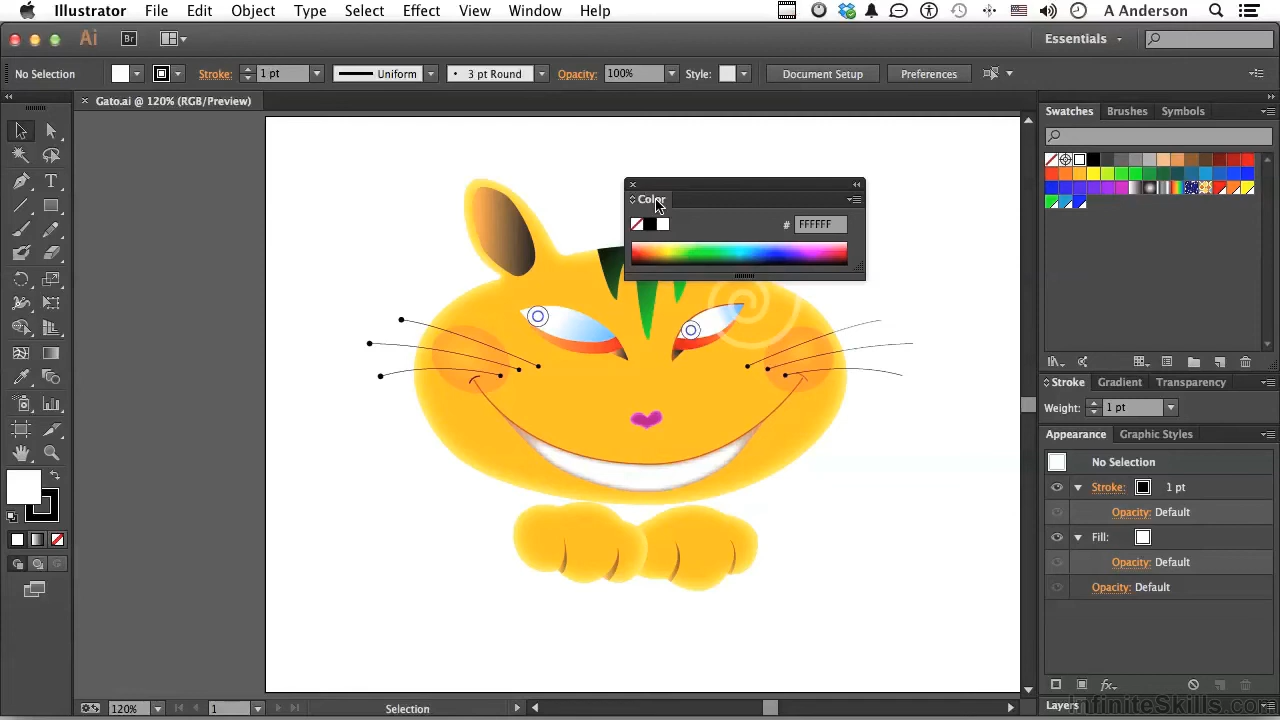 Illustrator File Edit Object Type Select Effect View Window Help A Anderson
Ai Br Essentials
No Selection Stroke: 1 pt Uniform 3 pt Round Opacity: 100% Style: Document Setup Preferences
Gato.ai @ 120% (RGB/Preview)
Swatches Brushes Symbols
Color
# FFFFFF
Stroke Gradient Transparency
Weight: 1 pt
Appearance Graphic Styles
No Selection
Stroke: 1 pt
Opacity: Default
Fill:
Opacity: Default
Opacity: Default
fx
Layers
120% 1 Selection
InfiniteSkills.com